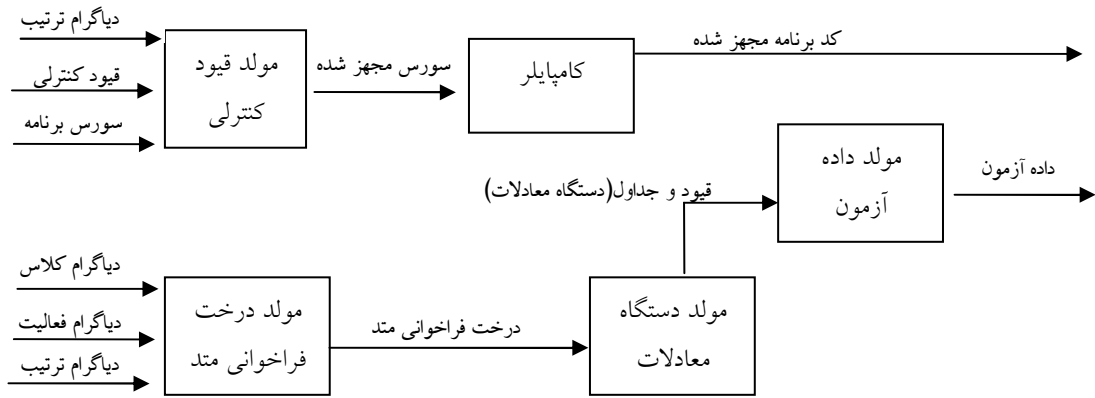 دیاگرام ترتیب
قیود کنترلی
سورس برنامه
مولد قیود
کنترلی
سورس مجهز شده
کامپایلر
کد برنامه مجهز شده
مولد داده
آزمون
داده آزمون
قیود و جداول(دستگاه معادلات)
دیاگرام کلاس
دیاگرام فعالیت
دیاگرام ترتیب
مولد درخت
فراخوانی متد
درخت فراخوانی متد
مولد دستگاه
معادلات